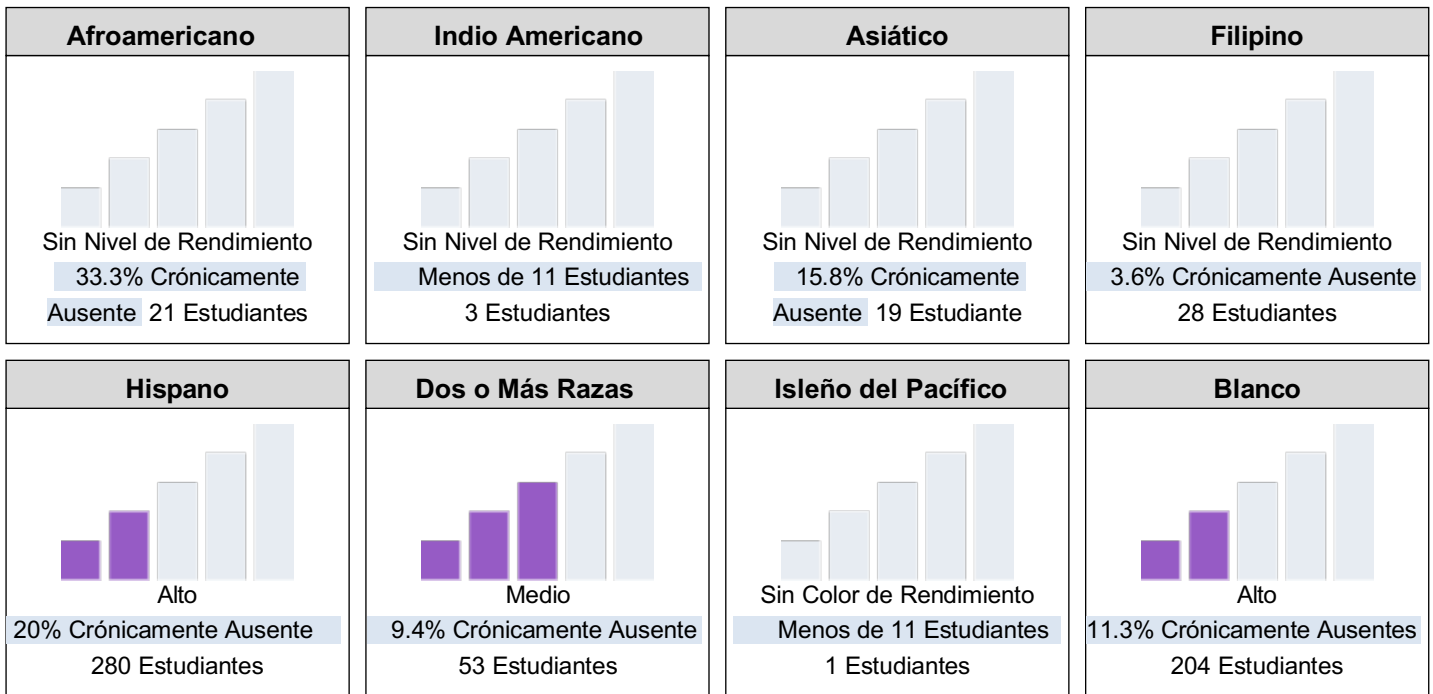 Afroamericano
Sin Nivel de Rendimiento
33.3% Crónicamente
Ausente 21 Estudiantes
Indio Americano
Sin Nivel de Rendimiento
Menos de 11 Estudiantes
3 Estudiantes
Asiático
Sin Nivel de Rendimiento
15.8% Crónicamente
Ausente 19 Estudiante
Filipino
Sin Nivel de Rendimiento
3.6% Crónicamente Ausente
28 Estudiantes
Hispano
Alto
20% Crónicamente Ausente
280 Estudiantes
Dos o Más Razas
Medio
9.4% Crónicamente Ausente
53 Estudiantes
Isleño del Pacífico
Sin Color de Rendimiento
Menos de 11 Estudiantes
1 Estudiantes
Blanco
Alto
11.3% Crónicamente Ausentes
204 Estudiantes